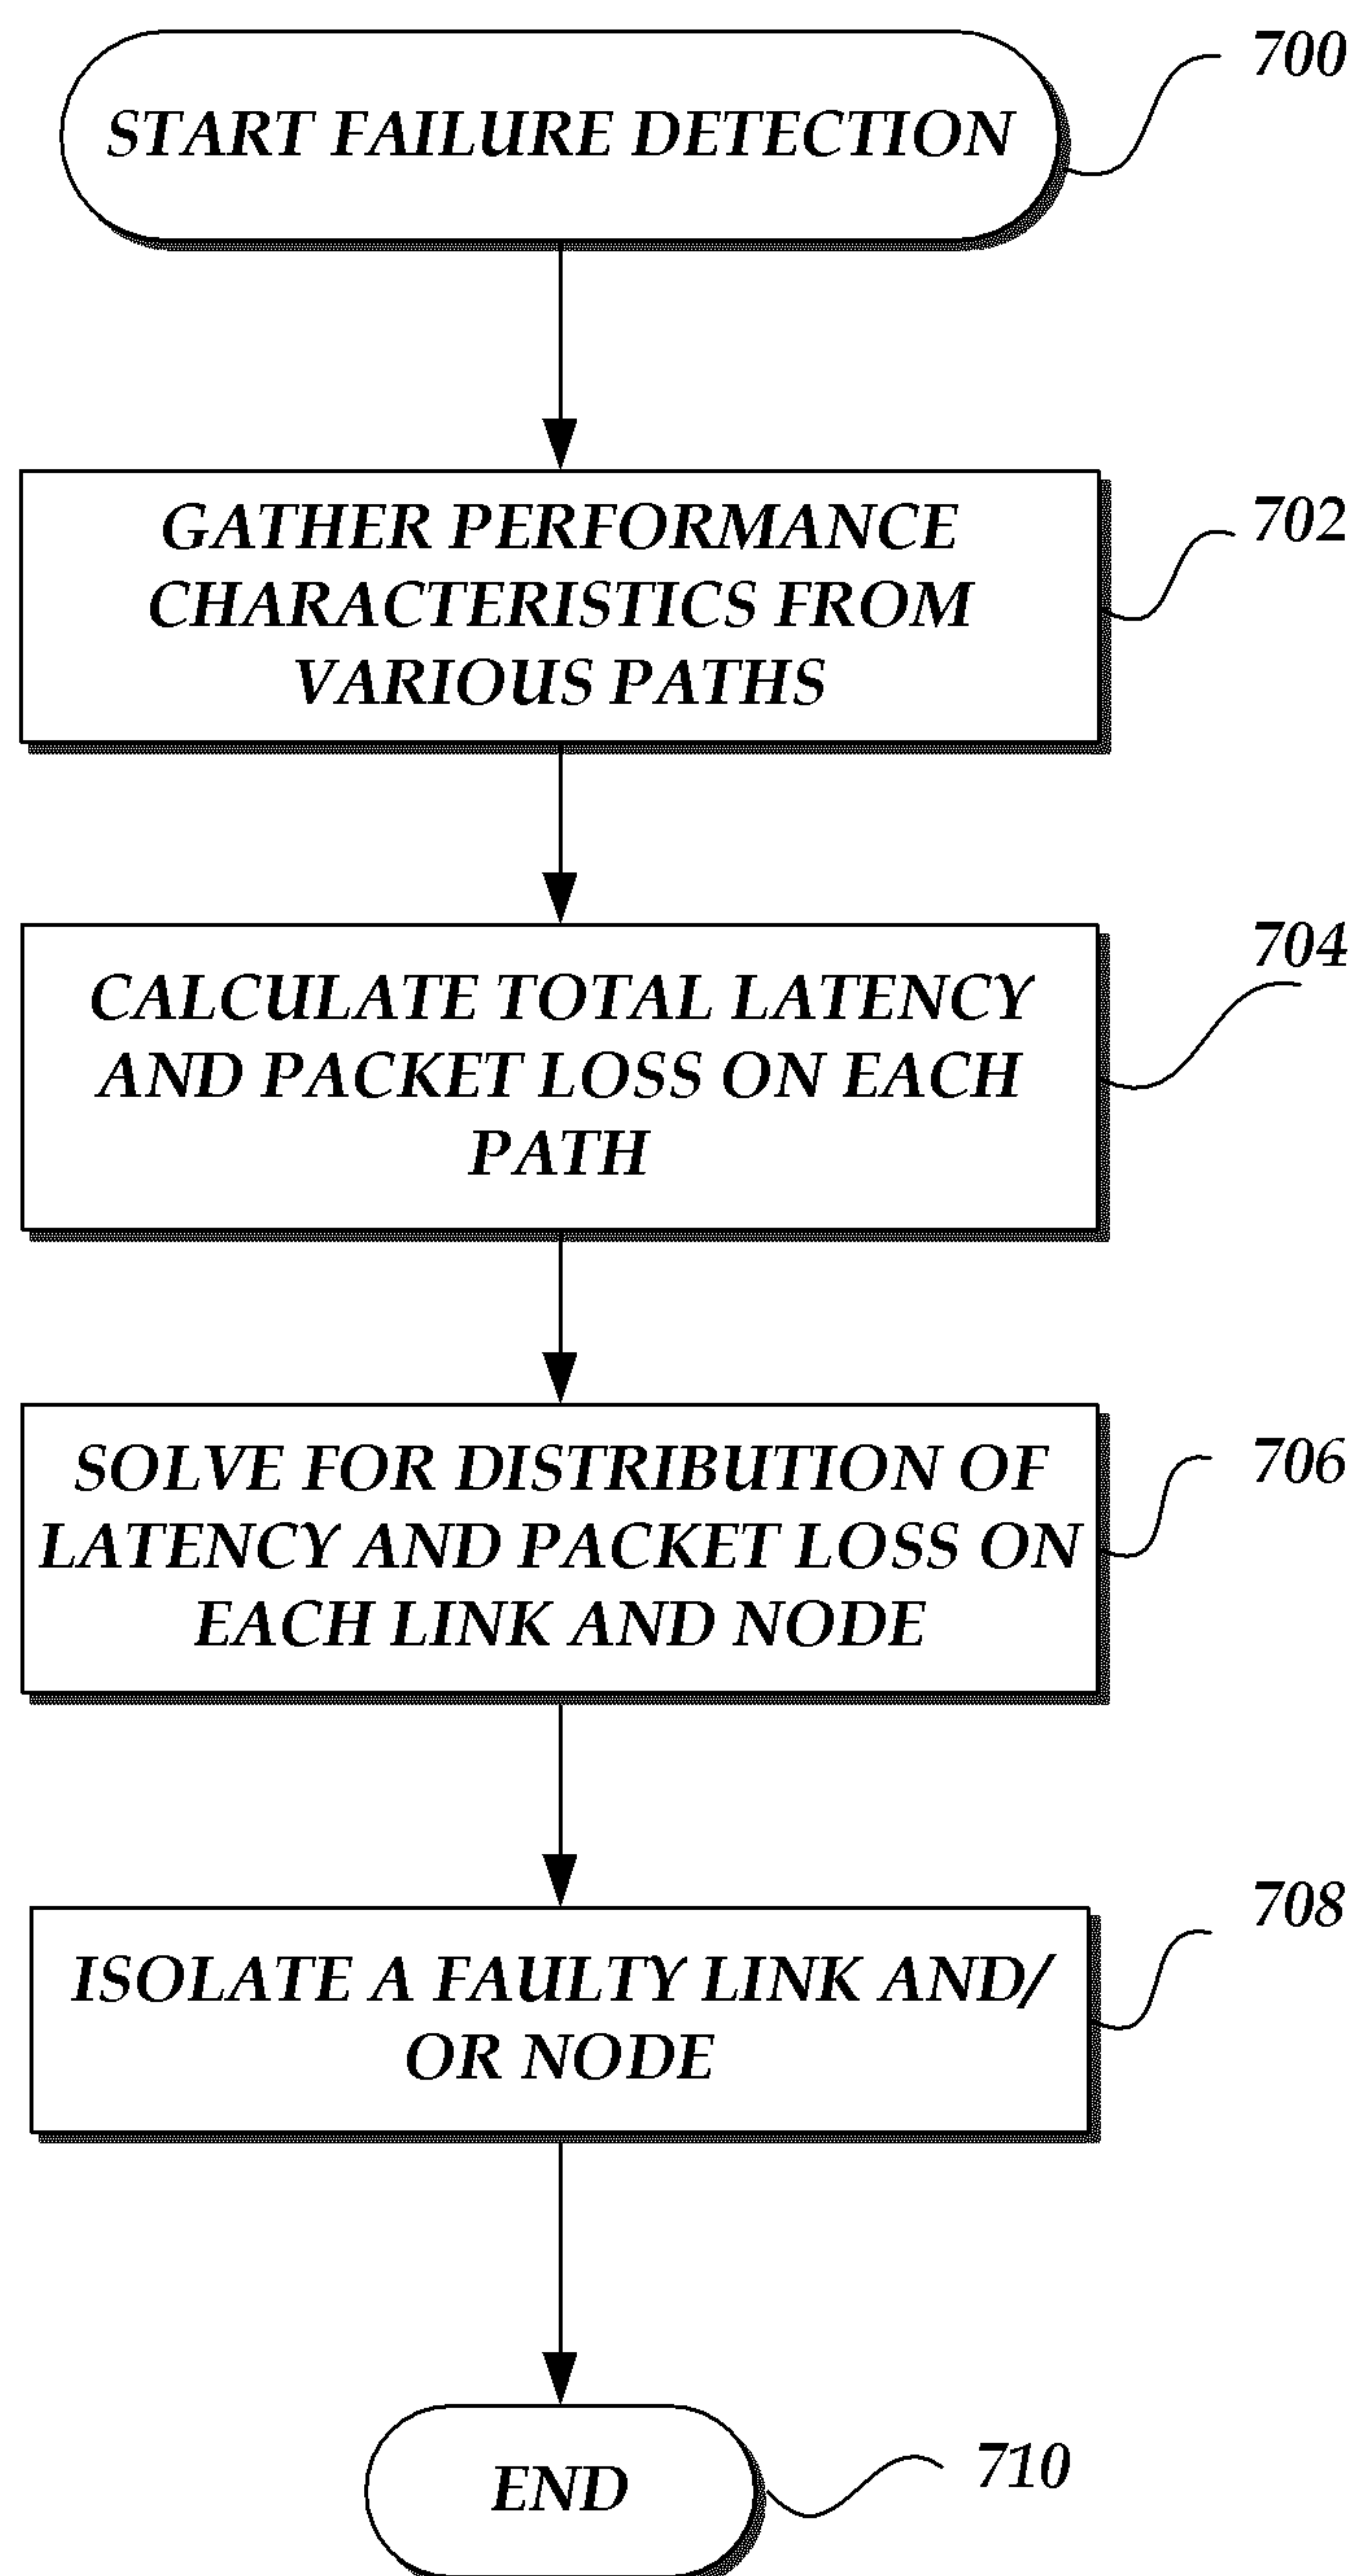 700
START FAILURE DETECTION
702
GATHER PERFORMANCE
CHARACTERISTICS FROM
VARIOUS PATHS
704
CALCULATE TOTAL LATENCY
AND PACKET LOSS ON EACH
PATH
706
SOLVE FOR DISTRIBUTION OF
LATENCY AND PACKET LOSS ON
EACH LINK AND NODE
708
ISOLATE A FAULTY LINK AND/
OR NODE
710
END